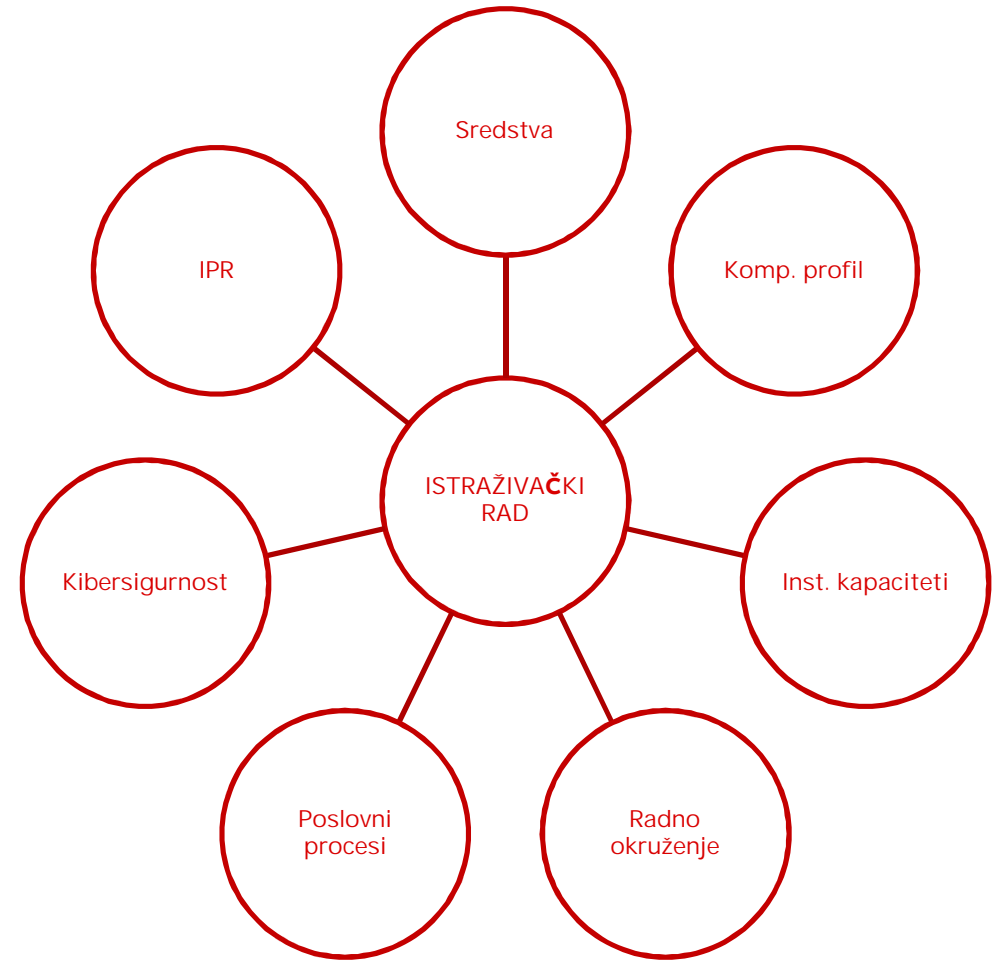 Sredstva
IPR
Komp. profil
ISTRAŽIVAČKI
RAD
Kibersigurnost
Inst. kapaciteti
Poslovni
procesi
Radno
okruženje